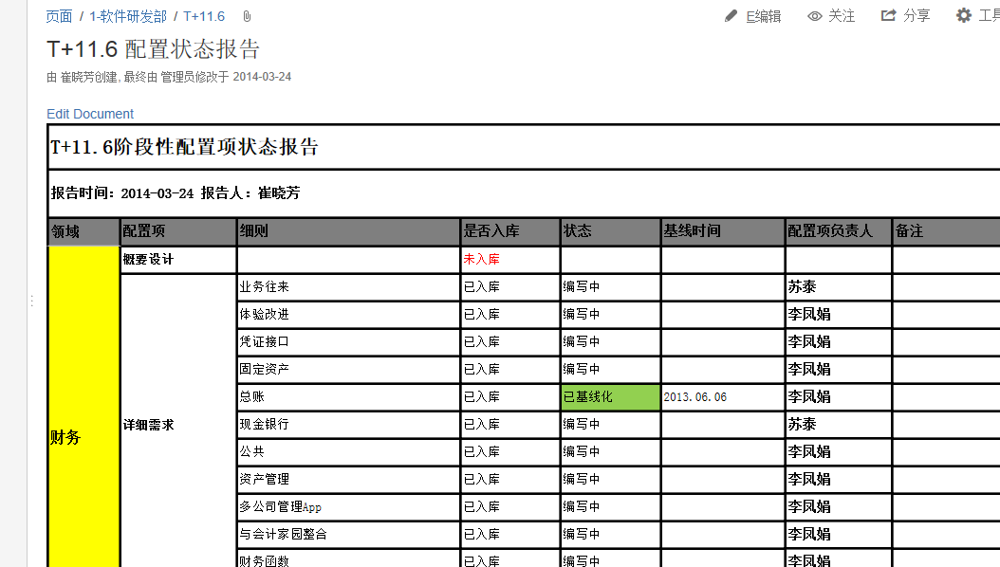 页面 / 1-软件研发部 / T+11.6
E编辑 关注 分享 工具
T+11.6 配置状态报告
由 崔晓芳创建, 最终由 管理员修改于 2014-03-24
Edit Document
T+11.6阶段性配置项状态报告
报告时间：2014-03-24 报告人：崔晓芳
领域 配置项 细则 是否入库 状态 基线时间 配置项负责人 备注
概要设计 未入库
业务往来 已入库 编写中 苏泰
体验改进 已入库 编写中 李凤娟
凭证接口 已入库 编写中 李凤娟
固定资产 已入库 编写中 李凤娟
总账 已入库 已基线化 2013.06.06 李凤娟
详细需求 现金银行 已入库 编写中 苏泰
财务 公共 已入库 编写中 李凤娟
资产管理 已入库 编写中 李凤娟
多公司管理App 已入库 编写中 李凤娟
与会计家园整合 已入库 编写中 李凤娟
财务函数 已入库 编写中 李凤娟